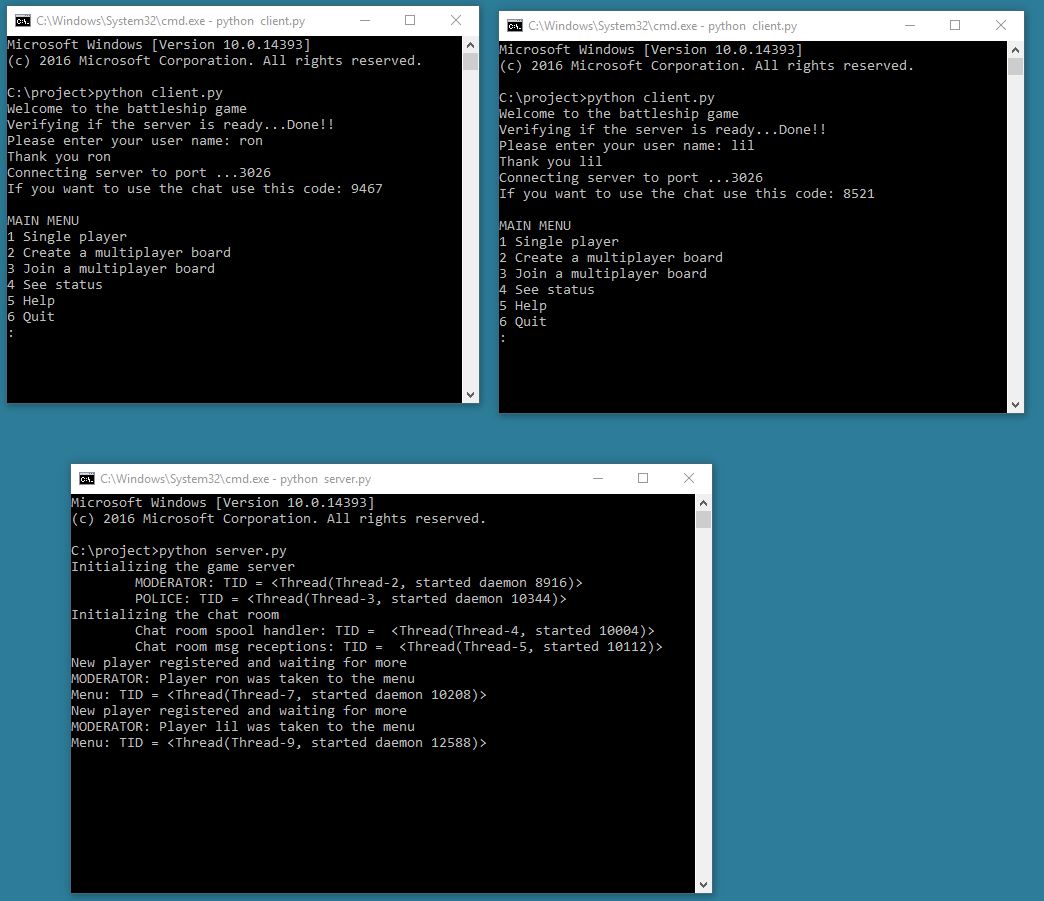 C:\Windows\System32\cmd.exe - python client.py
Microsoft Windows [Version 10.0.14393]
(c) 2016 Microsoft Corporation. All rights reserved.
C:\project>python client.py
Welcome to the battleship game
Verifying if the server is ready...Done!!
Please enter your user name: ron
Thank you ron
Connecting server to port ...3026
If you want to use the chat use this code: 9467
MAIN MENU
1 Single player
2 Create a multiplayer board
3 Join a multiplayer board
4 See status
5 Help
6 Quit
:
C:\Windows\System32\cmd.exe - python client.py
Microsoft Windows [Version 10.0.14393]
(c) 2016 Microsoft Corporation. All rights reserved.
C:\project>python client.py
Welcome to the battleship game
Verifying if the server is ready...Done!!
Please enter your user name: lil
Thank you lil
Connecting server to port ...3026
If you want to use the chat use this code: 8521
MAIN MENU
1 Single player
2 Create a multiplayer board
3 Join a multiplayer board
4 See status
5 Help
6 Quit
:
C:\Windows\System32\cmd.exe - python server.py
Microsoft Windows [Version 10.0.14393]
(c) 2016 Microsoft Corporation. All rights reserved.
C:\project>python server.py
Initializing the game server
MODERATOR: TID = <Thread(Thread-2, started daemon 8916)>
POLICE: TID = <Thread(Thread-3, started daemon 10344)>
Initializing the chat room
Chat room spool handler: TID =  <Thread(Thread-4, started 10004)>
Chat room msg receptions: TID =  <Thread(Thread-5, started 10112)>
New player registered and waiting for more
MODERATOR: Player ron was taken to the menu
Menu: TID = <Thread(Thread-7, started daemon 10208)>
New player registered and waiting for more
MODERATOR: Player lil was taken to the menu
Menu: TID = <Thread(Thread-9, started daemon 12588)>